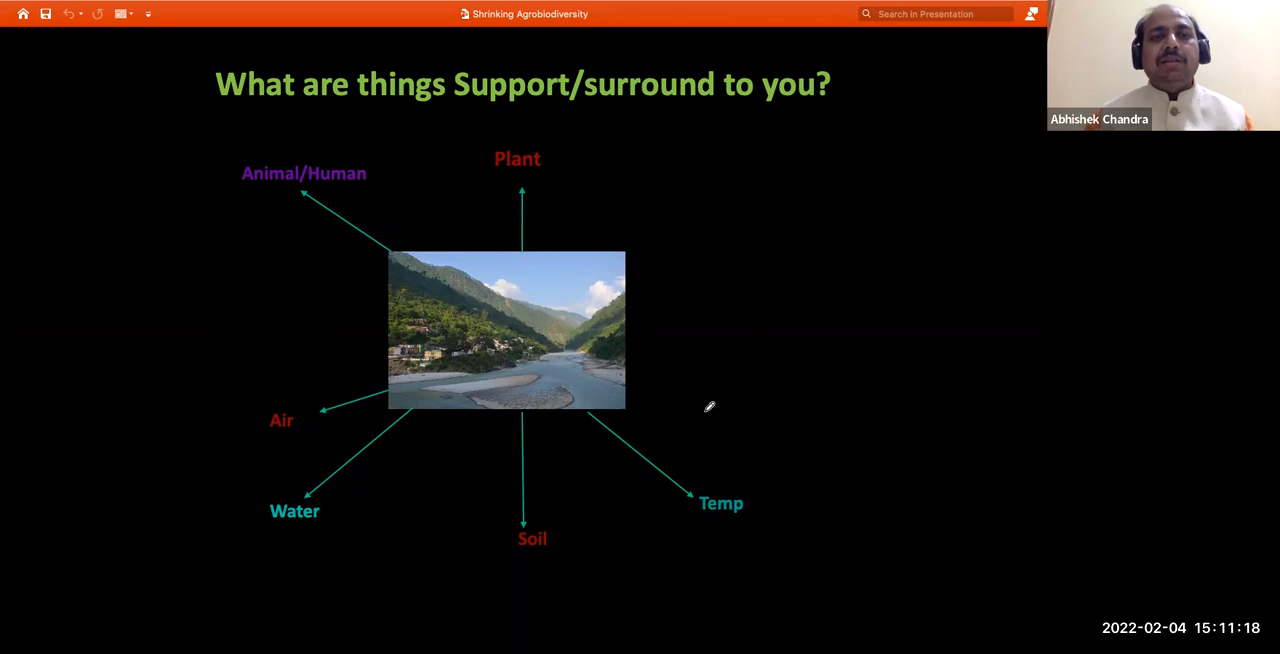 Shrinking Agrobiodiversity
Search in Presentation
What are things Support/surround to you?
Abhishek Chandra
Plant
Animal/Human
Air
Water
Temp
Soil
2022-02-04 15:11:18